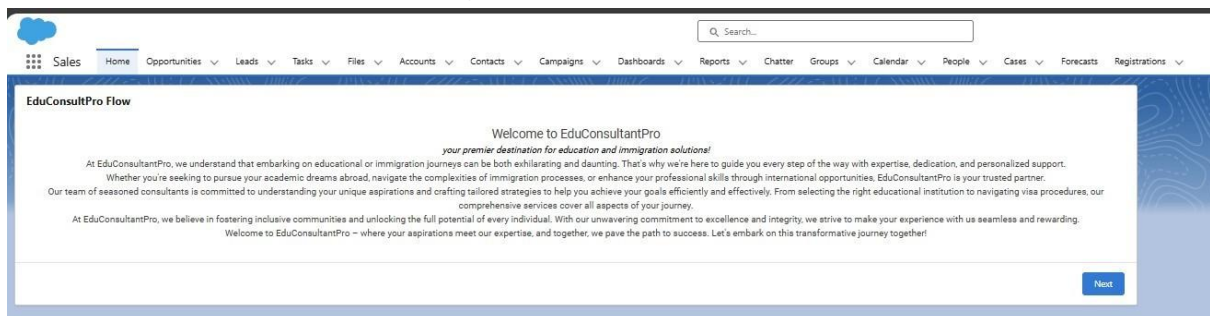 Search...
Sales Home Opportunities Leads Tasks Files Accounts Contacts Campaigns Dashboards Reports Chatter Groups Calendar People Cases Forecasts Registrations
EduConsultPro Flow
Welcome to EduConsultantPro
your premier destination for education and immigration solutions!
At EduConsultantPro, we understand that embarking on educational or immigration journeys can be both exhilarating and daunting. That's why we're here to guide you every step of the way with expertise, dedication, and personalized support.
Whether you're seeking to pursue your academic dreams abroad, navigate the complexities of immigration processes, or enhance your professional skills through international opportunities, EduConsultantPro is your trusted partner.
Our team of seasoned consultants is committed to understanding your unique aspirations and crafting tailored strategies to help you achieve your goals efficiently and effectively. From selecting the right educational institution to navigating visa procedures, our
comprehensive services cover all aspects of your journey.
At EduConsultantPro, we believe in fostering inclusive communities and unlocking the full potential of every individual. With our unwavering commitment to excellence and integrity, we strive to make your experience with us seamless and rewarding.
Welcome to EduConsultantPro – where your aspirations meet our expertise, and together, we pave the path to success. Let's embark on this transformative journey together!
Next